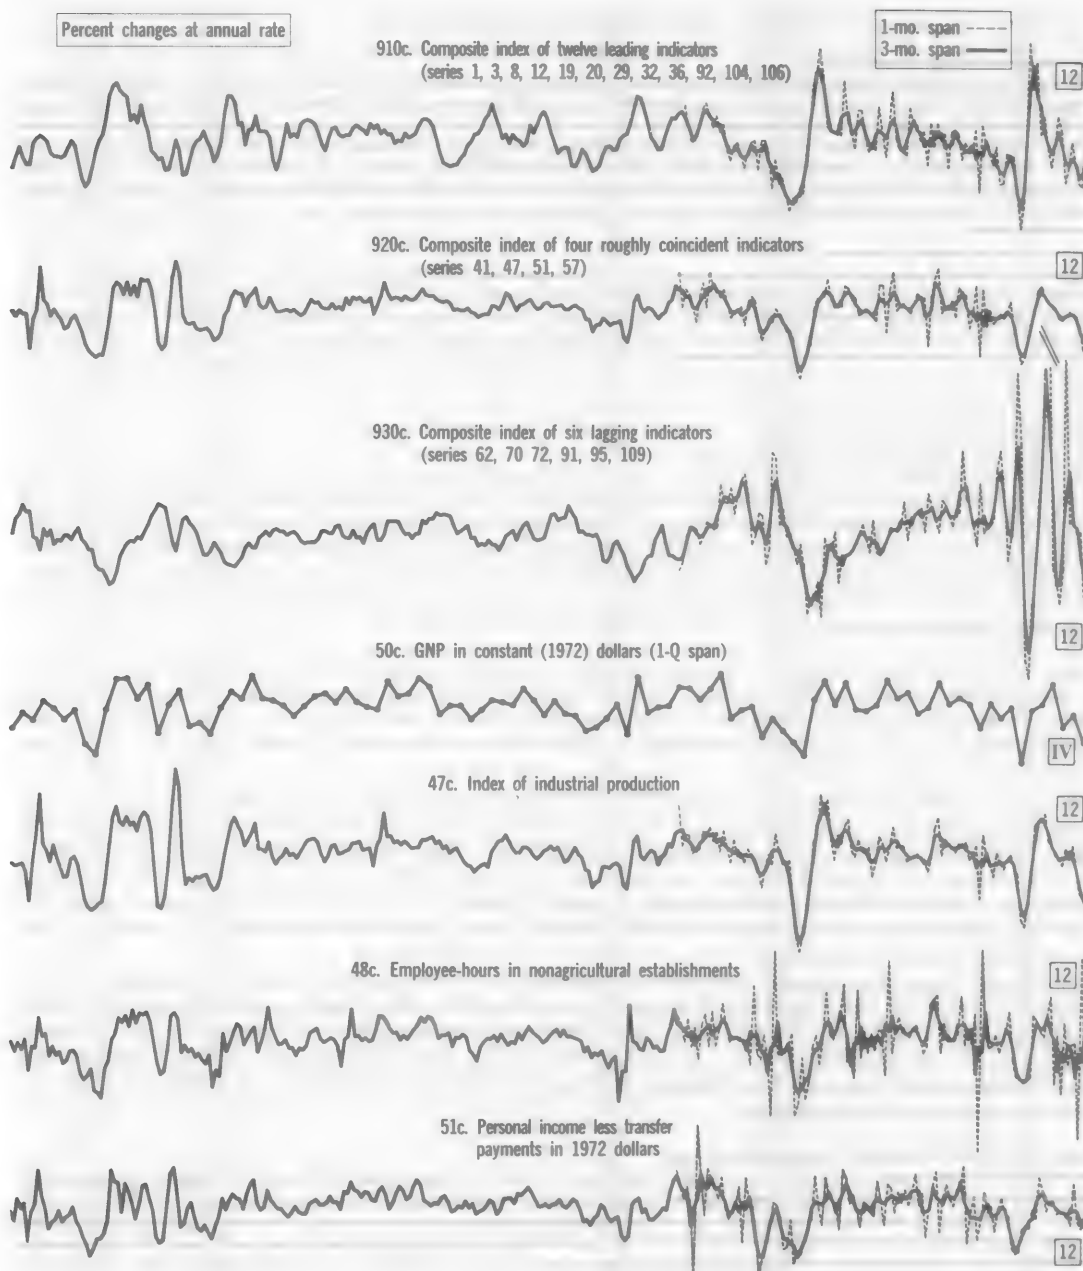 Percent changes at annual rate
1-mo. span
3-mo. span
910c. Composite index of twelve leading indicators
(series 1, 3, 8, 12, 19, 20, 29, 32, 36, 92, 104, 106)
12
920c. Composite index of four roughly coincident indicators
(series 41, 47, 51, 57)
12
930c. Composite index of six lagging indicators
(series 62, 70 72, 91, 95, 109)
12
50c. GNP in constant (1972) dollars (1-Q span)
IV
47c. Index of industrial production
12
48c. Employee-hours in nonagricultural establishments
12
51c. Personal income less transfer
payments in 1972 dollars
12